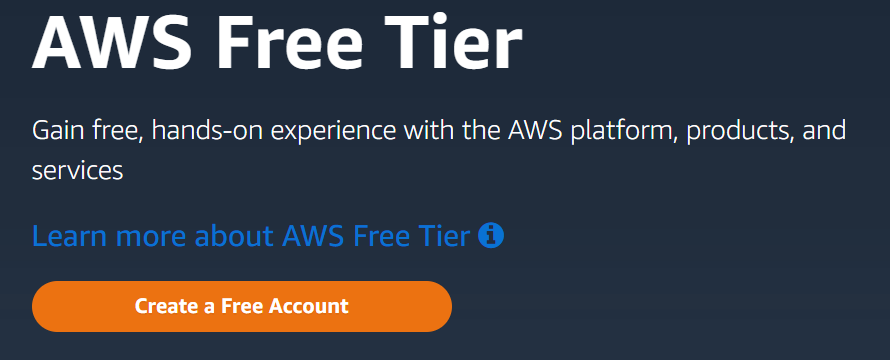 AWS Free Tier
Gain free, hands-on experience with the AWS platform, products, and
services
Learn more about AWS Free Tier
Create a Free Account